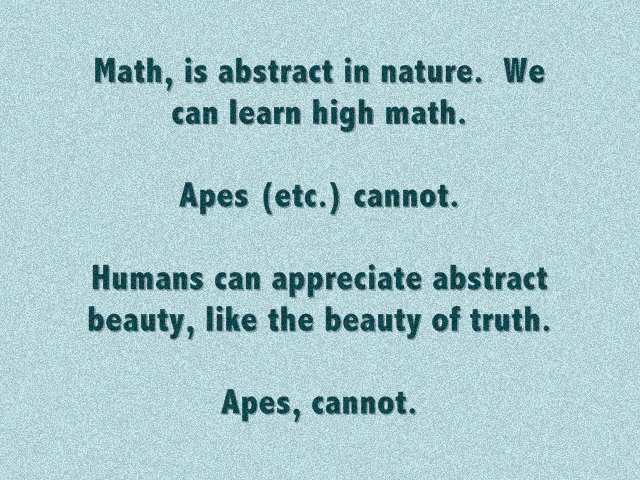 Math, is abstract in nature.  We
can learn high math.
Apes (etc.) cannot.
Humans can appreciate abstract
beauty, like the beauty of truth.
Apes, cannot.